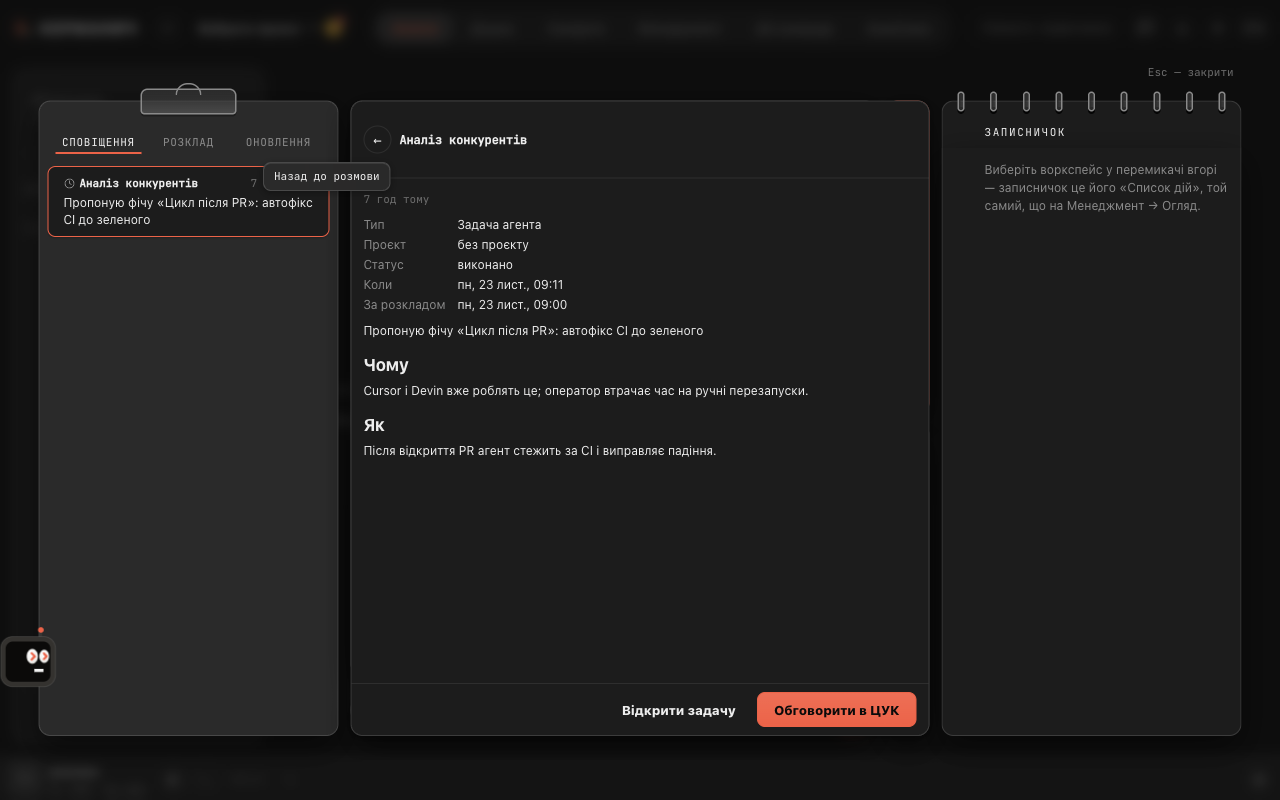 Esc — закрити
СПОВІЩЕННЯ РОЗКЛАД ОНОВЛЕННЯ
Аналіз конкурентів 7
Пропоную фічу «Цикл після PR»: автофікс
CI до зеленого
← Аналіз конкурентів
Назад до розмови
7 год тому
Тип Задача агента
Проєкт без проєкту
Статус виконано
Коли пн, 23 лист., 09:11
За розкладом пн, 23 лист., 09:00
Пропоную фічу «Цикл після PR»: автофікс CI до зеленого
Чому
Cursor і Devin вже роблять це; оператор втрачає час на ручні перезапуски.
Як
Після відкриття PR агент стежить за CI і виправляє падіння.
Відкрити задачу Обговорити в ЦУК
ЗАПИСНИЧОК
Виберіть воркспейс у перемикачі вгорі
— записничок це його «Список дій», той
самий, що на Менеджмент → Огляд.